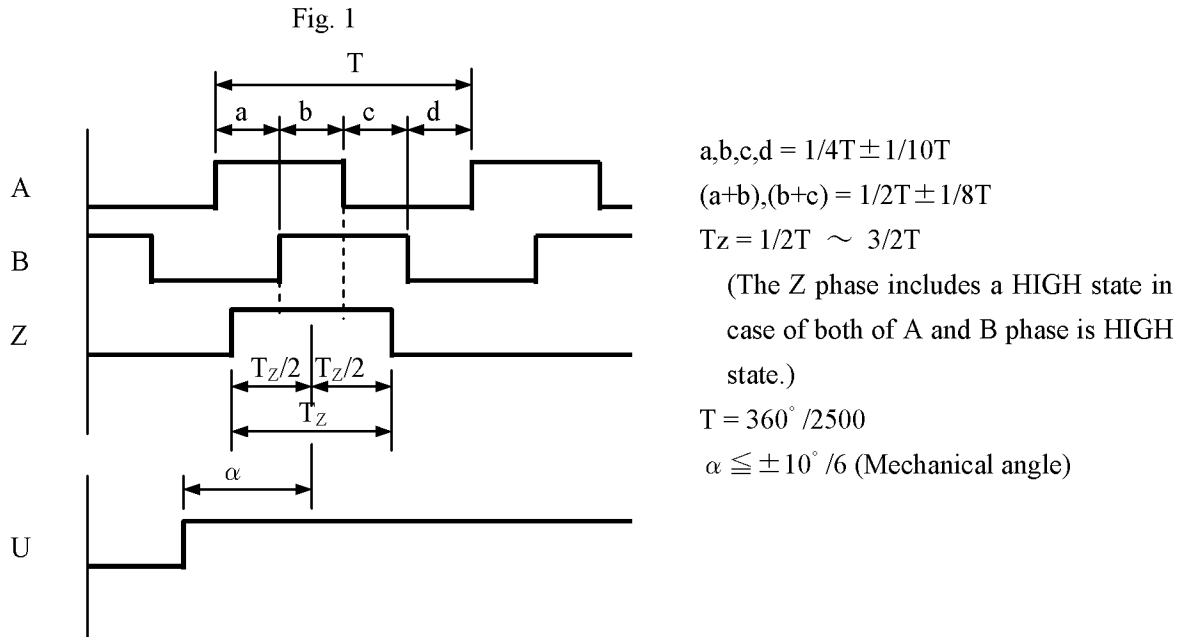 Fig. 1
T
a b c d
A
B
Z
T_Z/2 T_Z/2
T_Z
α
U
a,b,c,d = 1/4T±1/10T
(a+b),(b+c) = 1/2T±1/8T
Tz = 1/2T ~ 3/2T
(The Z phase includes a HIGH state in
case of both of A and B phase is HIGH
state.)
T = 360°/2500
α≦±10°/6 (Mechanical angle)